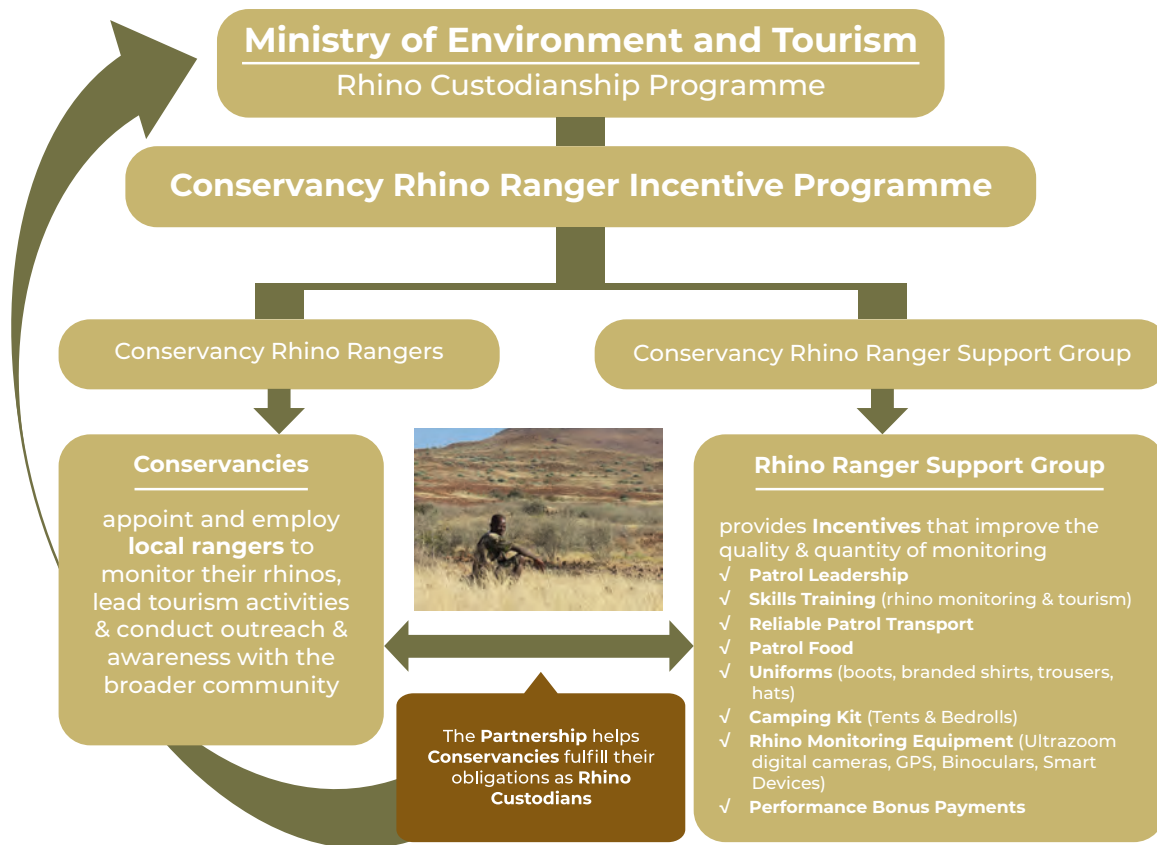 Ministry of Environment and Tourism
Rhino Custodianship Programme
Conservancy Rhino Ranger Incentive Programme
Conservancy Rhino Rangers
Conservancy Rhino Ranger Support Group
Conservancies
appoint and employ
local rangers to
monitor their rhinos,
lead tourism activities
& conduct outreach &
awareness with the
broader community
The Partnership helps
Conservancies fulfill their
obligations as Rhino
Custodians
Rhino Ranger Support Group
provides Incentives that improve the
quality & quantity of monitoring
√ Patrol Leadership
√ Skills Training (rhino monitoring & tourism)
√ Reliable Patrol Transport
√ Patrol Food
√ Uniforms (boots, branded shirts, trousers,
hats)
√ Camping Kit (Tents & Bedrolls)
√ Rhino Monitoring Equipment (Ultrazoom
digital cameras, GPS, Binoculars, Smart
Devices)
√ Performance Bonus Payments